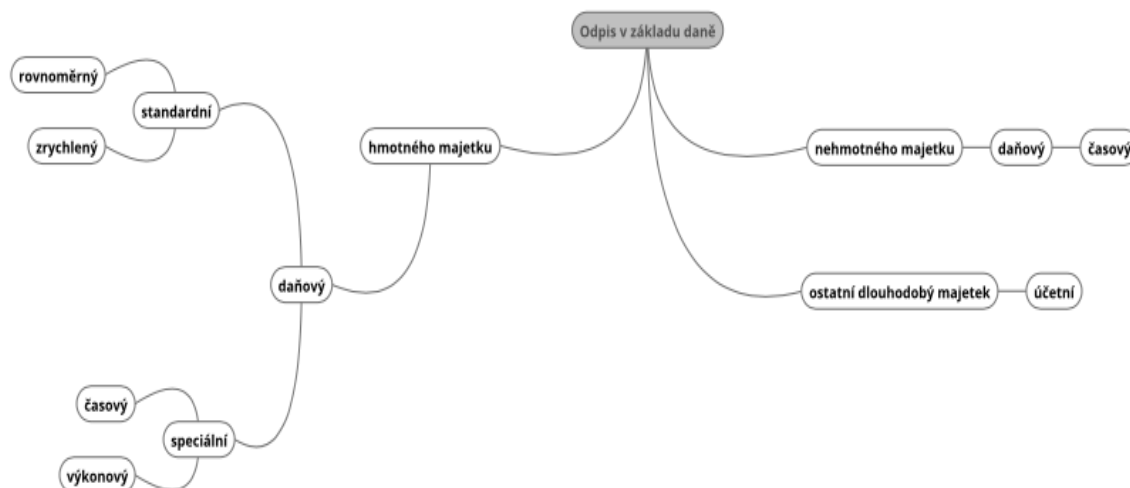 Odpis v základu daně
rovnoměrný
standardní
zrychlený
hmotného majetku
nehmotného majetku
daňový
časový
daňový
ostatní dlouhodobý majetek
účetní
časový
speciální
výkonový